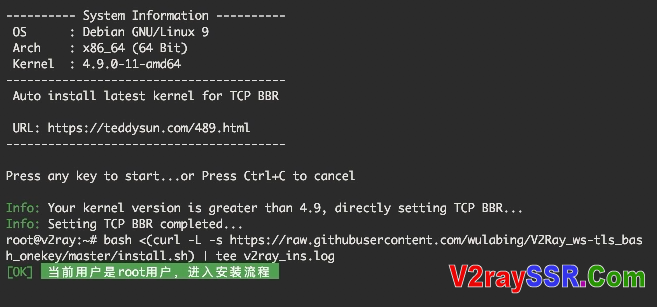 ---------- System Information ----------
OS      : Debian GNU/Linux 9
Arch    : x86_64 (64 Bit)
Kernel  : 4.9.0-11-amd64
----------------------------------------
Auto install latest kernel for TCP BBR
URL: https://teddysun.com/489.html
----------------------------------------
Press any key to start...or Press Ctrl+C to cancel
Info: Your kernel version is greater than 4.9, directly setting TCP BBR...
Info: Setting TCP BBR completed...
root@v2ray:~# bash <(curl -L -s https://raw.githubusercontent.com/wulabing/V2Ray_ws-tls_bas
h_onekey/master/install.sh) | tee v2ray_ins.log
[OK] 当前用户是root用户，进入安装流程
V2raySSR.Com